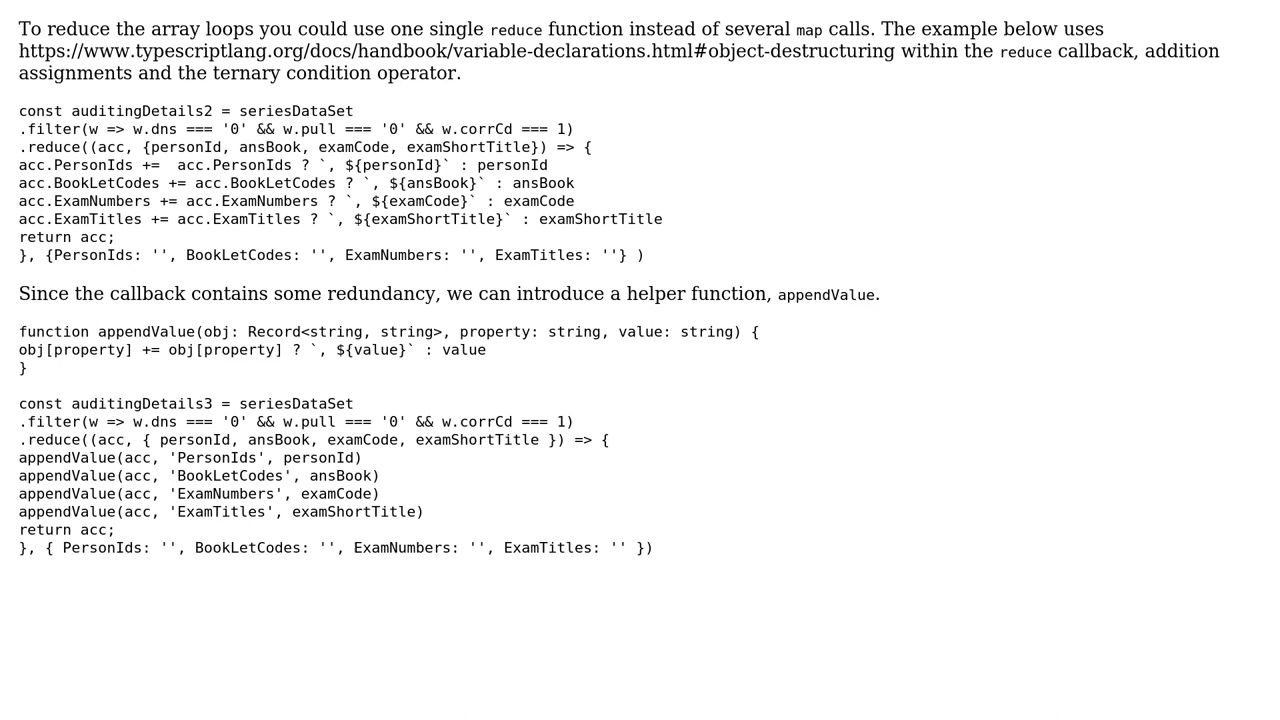 To reduce the array loops you could use one single reduce function instead of several map calls. The example below uses
https://www.typescriptlang.org/docs/handbook/variable-declarations.html#object-destructuring within the reduce callback, addition
assignments and the ternary condition operator.
const auditingDetails2 = seriesDataSet
.filter(w => w.dns === '0' && w.pull === '0' && w.corrCd === 1)
.reduce((acc, {personId, ansBook, examCode, examShortTitle}) => {
acc.PersonIds +=  acc.PersonIds ? `, ${personId}` : personId
acc.BookLetCodes += acc.BookLetCodes ? `, ${ansBook}` : ansBook
acc.ExamNumbers += acc.ExamNumbers ? `, ${examCode}` : examCode
acc.ExamTitles += acc.ExamTitles ? `, ${examShortTitle}` : examShortTitle
return acc;
}, {PersonIds: '', BookLetCodes: '', ExamNumbers: '', ExamTitles: ''} )
Since the callback contains some redundancy, we can introduce a helper function, appendValue.
function appendValue(obj: Record<string, string>, property: string, value: string) {
obj[property] += obj[property] ? `, ${value}` : value
}
const auditingDetails3 = seriesDataSet
.filter(w => w.dns === '0' && w.pull === '0' && w.corrCd === 1)
.reduce((acc, { personId, ansBook, examCode, examShortTitle }) => {
appendValue(acc, 'PersonIds', personId)
appendValue(acc, 'BookLetCodes', ansBook)
appendValue(acc, 'ExamNumbers', examCode)
appendValue(acc, 'ExamTitles', examShortTitle)
return acc;
}, { PersonIds: '', BookLetCodes: '', ExamNumbers: '', ExamTitles: '' })